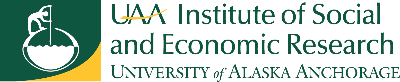 UAA Institute of Social
and Economic Research
UNIVERSITY of ALASKA ANCHORAGE